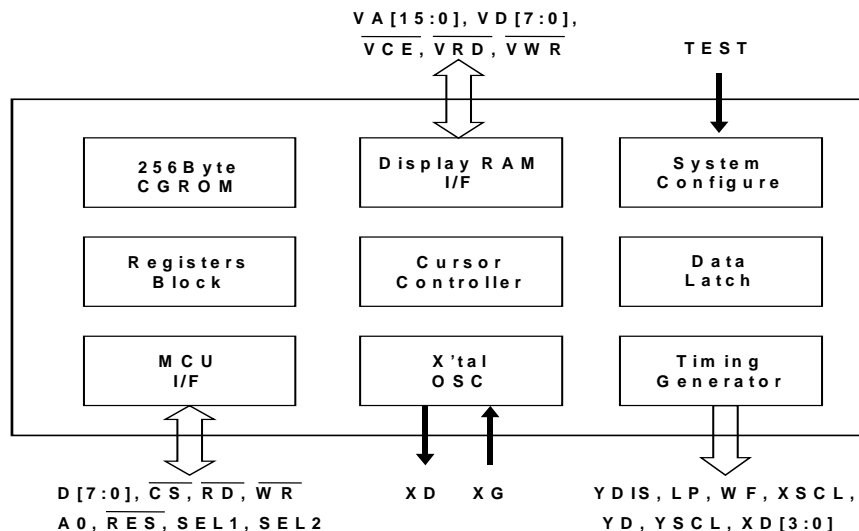 VA[15:0], VD[7:0],
VCE, VRD, VWR
TEST
256Byte
CGROM
Display RAM
I/F
System
Configure
Registers
Block
Cursor
Controller
Data
Latch
MCU
I/F
X'tal
OSC
Timing
Generator
D[7:0], CS, RD, WR
A0, RES, SEL1, SEL2
XD
XG
YDIS, LP, WF, XSCL,
YD, YSCL, XD[3:0]